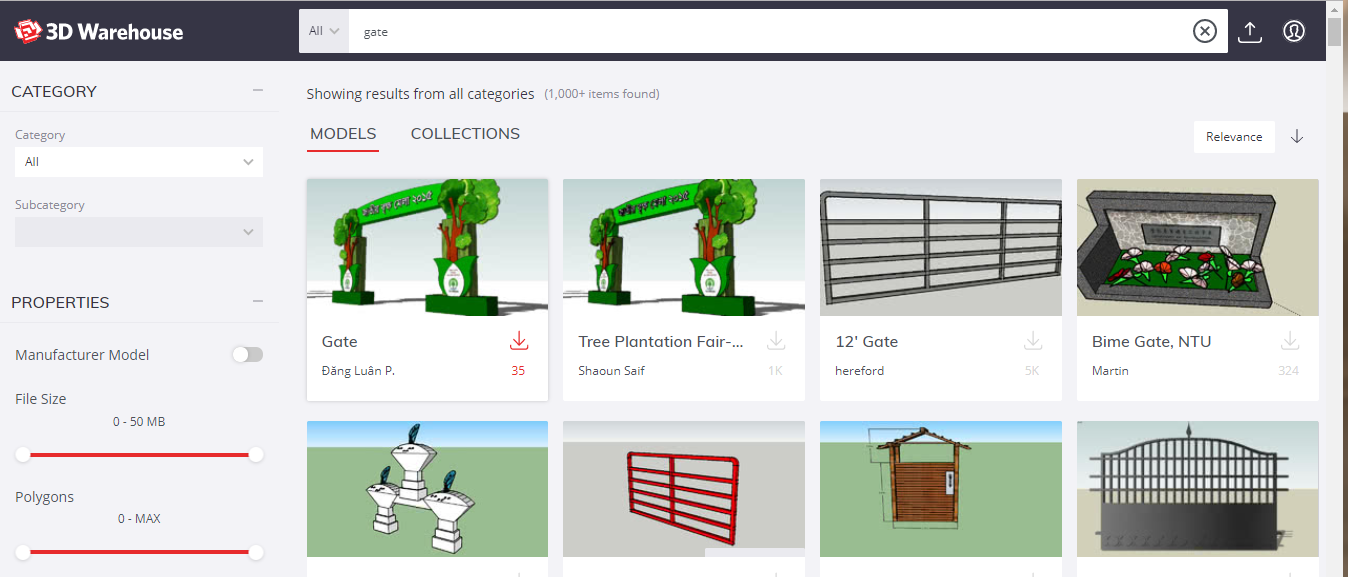 3D Warehouse
All
gate
CATEGORY
Category
All
Subcategory
PROPERTIES
Manufacturer Model
File Size
0 - 50 MB
Polygons
0 - MAX
Showing results from all categories (1,000+ items found)
MODELS COLLECTIONS
Relevance
Gate
Đăng Luân P.
35
Tree Plantation Fair-...
Shaoun Saif
1K
12' Gate
hereford
5K
Bime Gate, NTU
Martin
324